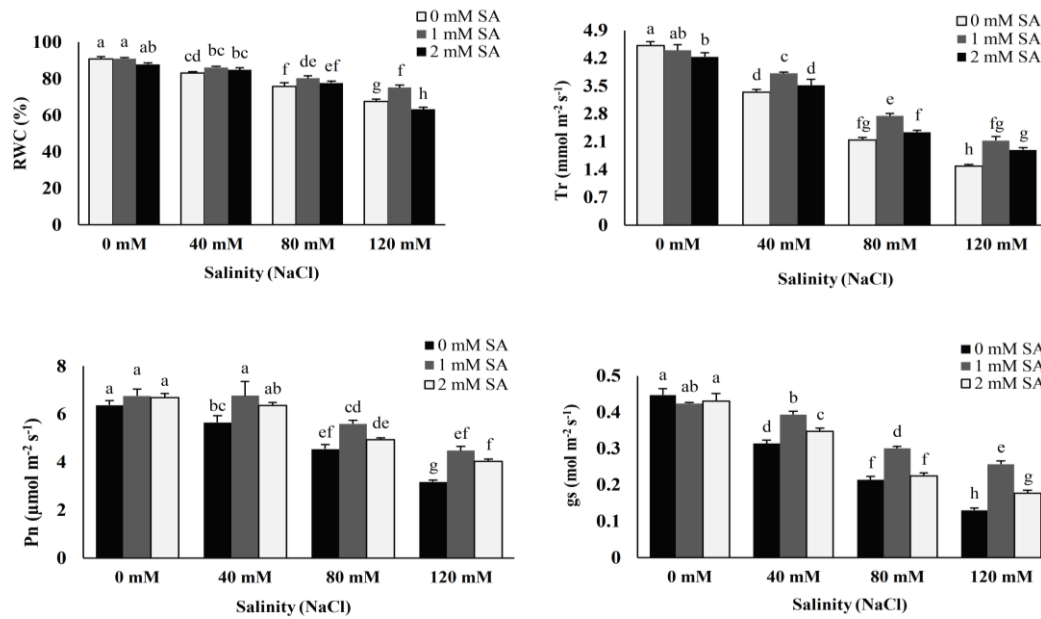 0 mM SA
1 mM SA
2 mM SA
100
80
60
40
20
0
RWC (%)
a a ab
cd bc bc
f de ef
g f h
0 mM 40 mM 80 mM 120 mM
Salinity (NaCl)
0 mM SA
1 mM SA
2 mM SA
4.9
4.2
3.5
2.8
2.1
1.4
0.7
0
Tr (mmol m⁻² s⁻¹)
a ab b
d c d
fg e f
h fg g
0 mM 40 mM 80 mM 120 mM
Salinity (NaCl)
0 mM SA
1 mM SA
2 mM SA
8
6
4
2
0
Pn (µmol m⁻² s⁻¹)
a a a
bc a ab
ef cd de
g ef f
0 mM 40 mM 80 mM 120 mM
Salinity (NaCl)
0 mM SA
1 mM SA
2 mM SA
0.5
0.4
0.3
0.2
0.1
0
gs (mol m⁻² s⁻¹)
a ab a
d b c
f d f
h e g
0 mM 40 mM 80 mM 120 mM
Salinity (NaCl)